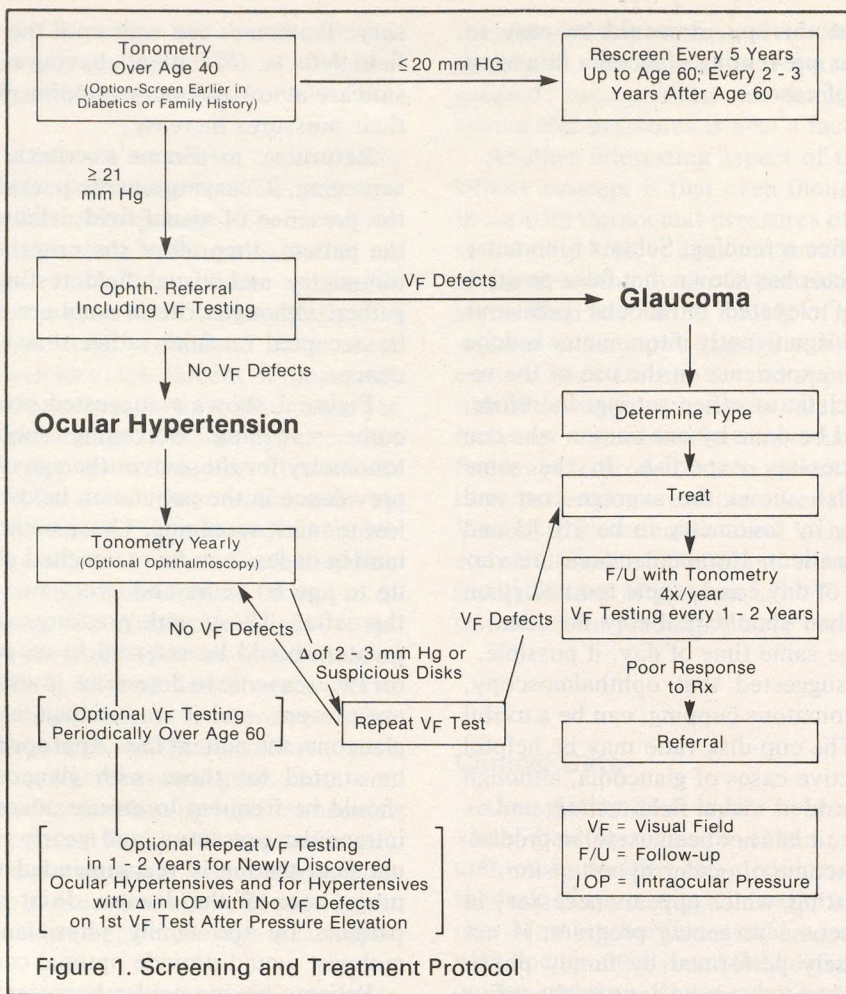 Tonometry
Over Age 40
(Option-Screen Earlier in
Diabetics or Family History)
≤20 mm HG
Rescreen Every 5 Years
Up to Age 60; Every 2 - 3
Years After Age 60
≥21
mm Hg
Ophth. Referral
Including VF Testing
VF Defects
Glaucoma
No VF Defects
Determine Type
Ocular Hypertension
Treat
Tonometry Yearly
(Optional Ophthalmoscopy)
F/U with Tonometry
4x/year
VF Testing every 1 - 2 Years
No VF Defects
VF Defects
Δof 2 - 3 mm Hg or
Suspicious Disks
Poor Response
to Rx
Optional VF Testing
Periodically Over Age 60
Repeat VF Test
Referral
Optional Repeat VF Testing
in 1 - 2 Years for Newly Discovered
Ocular Hypertensives and for Hypertensives
with Δ in IOP with No VF Defects
on 1st VF Test After Pressure Elevation
VF = Visual Field
F/U = Follow-up
IOP = Intraocular Pressure
Figure 1. Screening and Treatment Protocol